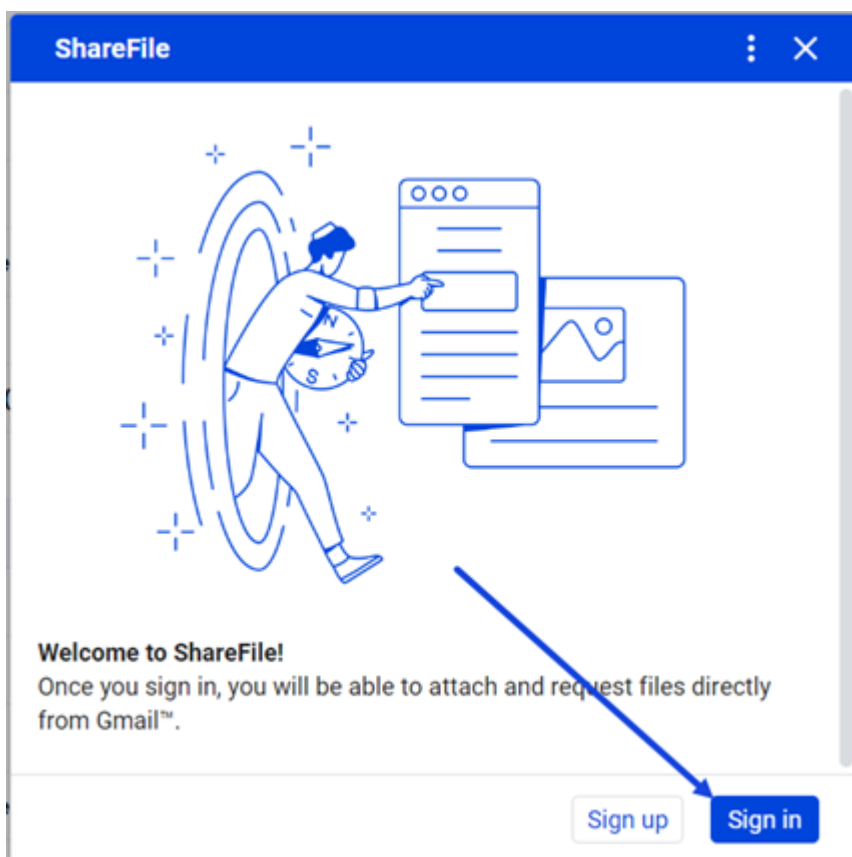 ShareFile
N
S
Welcome to ShareFile!
Once you sign in, you will be able to attach and request files directly
from Gmail™.
Sign up
Sign in